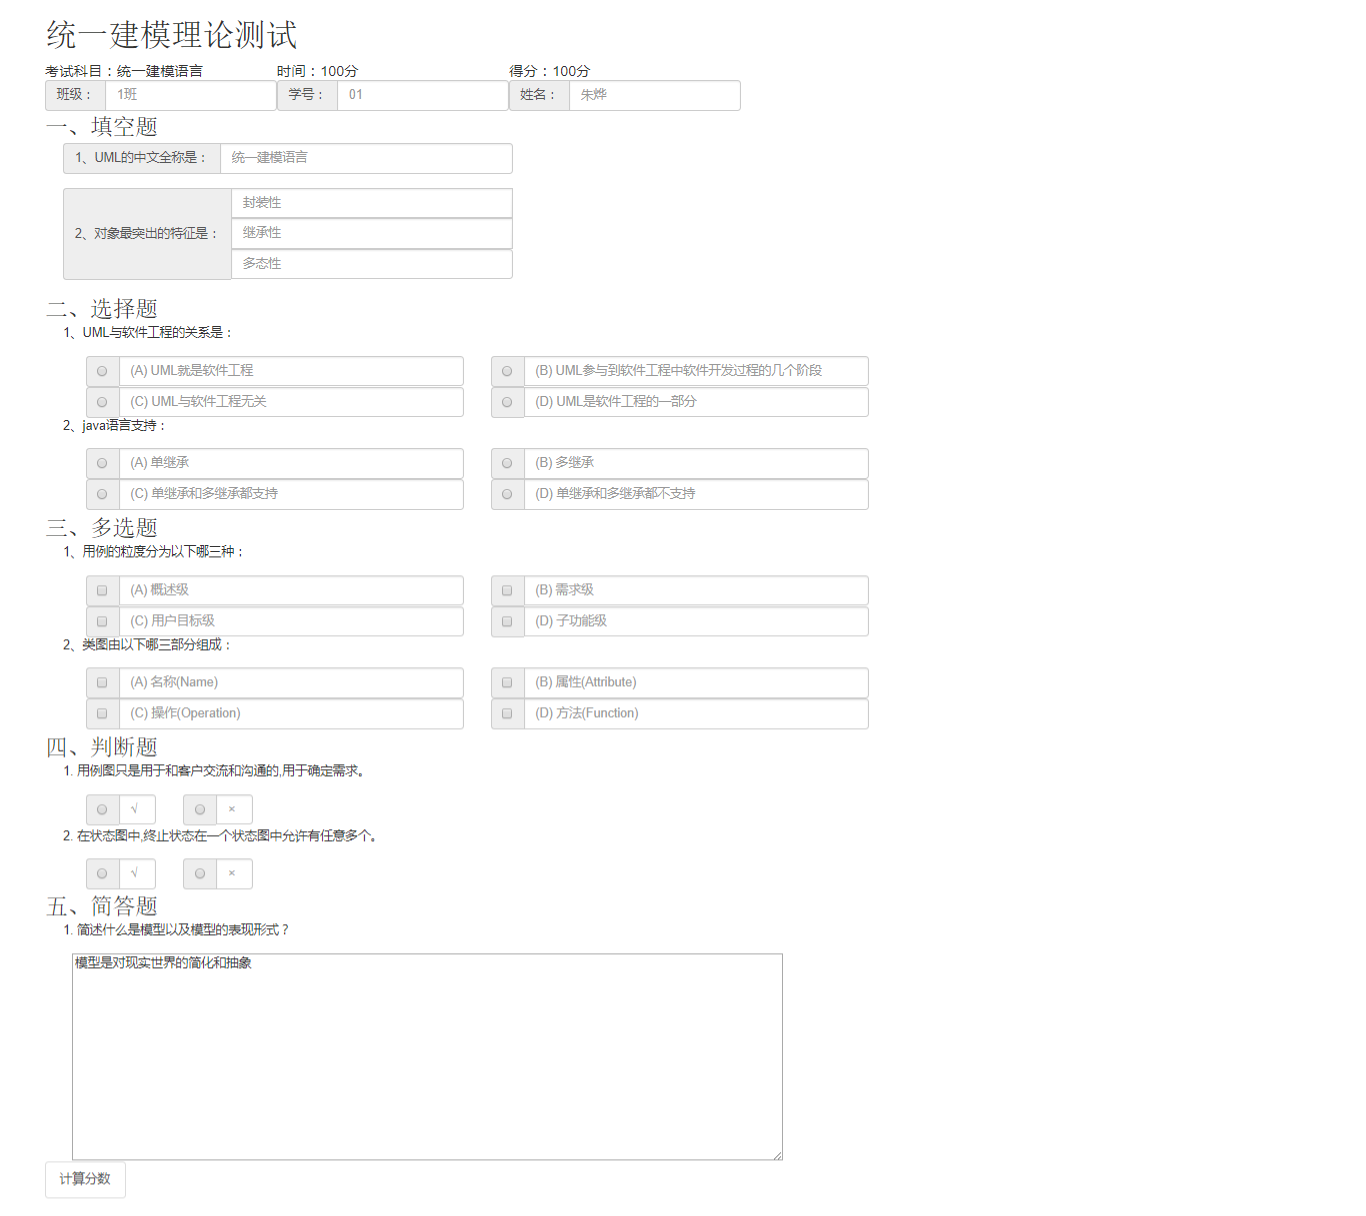 统一建模理论测试
考试科目：统一建模语言 时间：100分 得分：100分
班级： 1班 学号： 01 姓名： 朱烨
一、填空题
1、UML的中文全称是： 统一建模语言
封装性
2、对象最突出的特征是： 继承性
多态性
二、选择题
1、UML与软件工程的关系是：
(A) UML就是软件工程 (B) UML参与到软件工程中软件开发过程的几个阶段
(C) UML与软件工程无关 (D) UML是软件工程的一部分
2、java语言支持：
(A) 单继承 (B) 多继承
(C) 单继承和多继承都支持 (D) 单继承和多继承都不支持
三、多选题
1、用例的粒度分为以下哪三种：
(A) 概述级 (B) 需求级
(C) 用户目标级 (D) 子功能级
2、类图由以下哪三部分组成：
(A) 名称(Name) (B) 属性(Attribute)
(C) 操作(Operation) (D) 方法(Function)
四、判断题
1. 用例图只是用于和客户交流和沟通的,用于确定需求。
√ ×
2. 在状态图中,终止状态在一个状态图中允许有任意多个。
√ ×
五、简答题
1. 简述什么是模型以及模型的表现形式？
模型是对现实世界的简化和抽象
计算分数